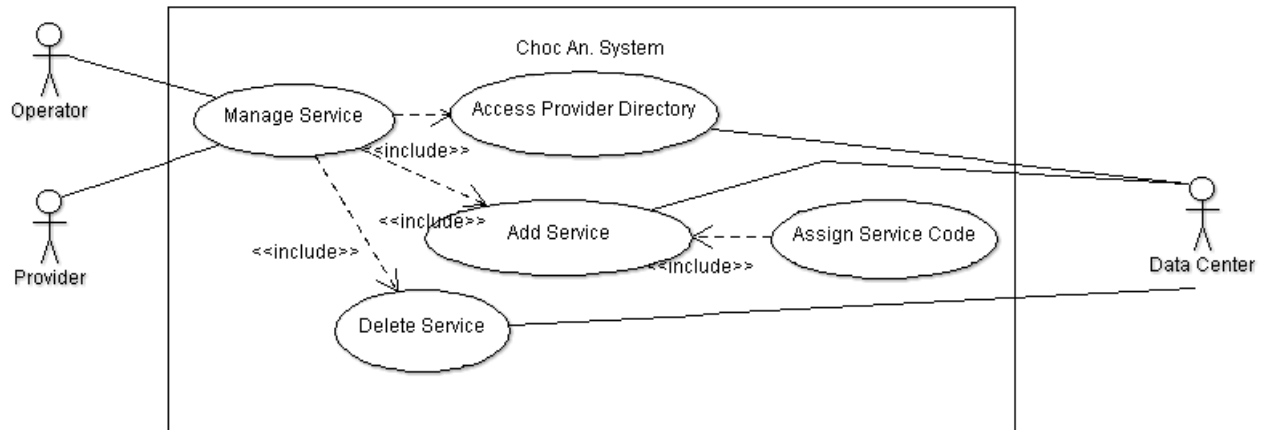 Choc An. System
Operator
Manage Service
Access Provider Directory
<<include>>
<<include>>
Add Service
Assign Service Code
<<include>>
<<include>>
Provider
Data Center
Delete Service